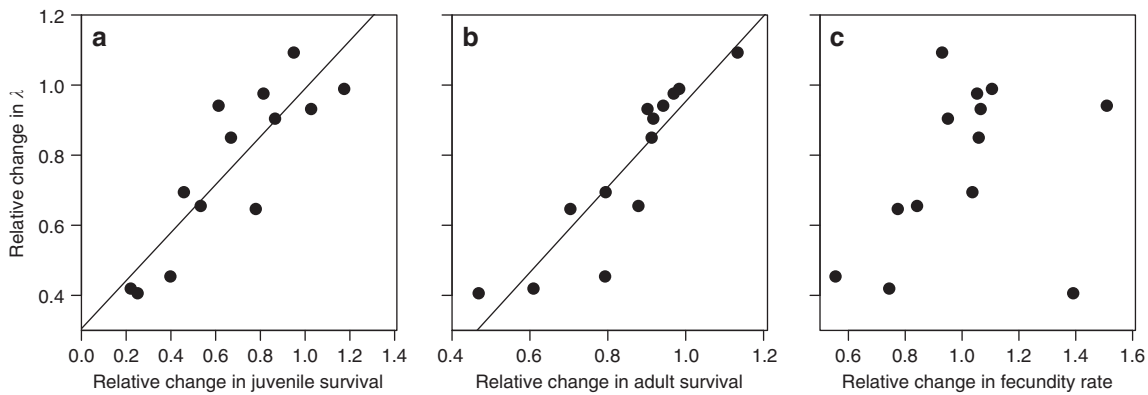 a
b
c
1.2
1.0
0.8
0.6
0.4
Relative change in λ
0.0 0.2 0.4 0.6 0.8 1.0 1.2 1.4
0.4 0.6 0.8 1.0 1.2
0.6 0.8 1.0 1.2 1.4 1.6
Relative change in juvenile survival
Relative change in adult survival
Relative change in fecundity rate